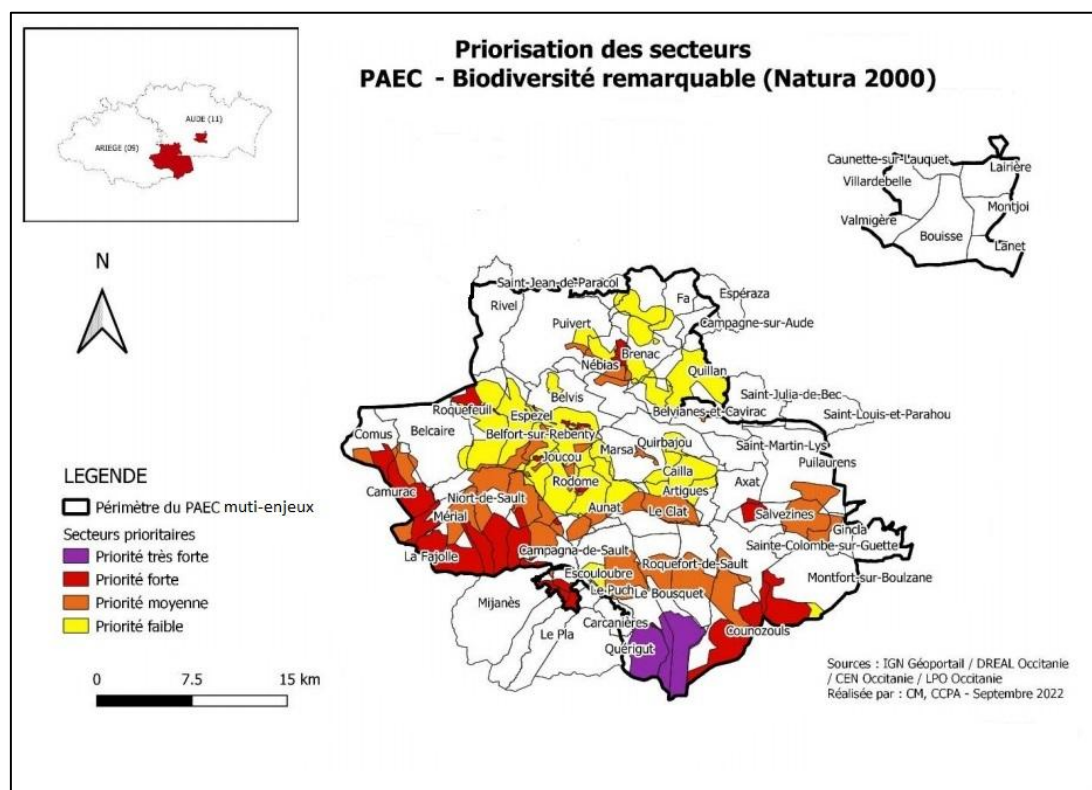 Priorisation des secteurs
PAEC - Biodiversité remarquable (Natura 2000)
AUDE (11)
ARIEGE (09)
N
Caunette-sur-Lauquet
Lairière
Villardebelle
Montjoi
Valmigère
Bouisse
Lanet
Saint-Jean-de-Paracol
Rivel
Fa
Espéraza
Puivert
Campagne-sur-Aude
Brenac
Nébias
Quillan
Belvis
Saint-Julia-de-Bec
Roquefeuil
Espezel
Belvianes-et-Cavirac
Saint-Louis-et-Parahou
Comus
Belcaire
Belfort-sur-Rebenty
Marsa
Quirbajou
Saint-Martin-Lys
Joucou
Puilaurens
Camurac
Rodome
Cailla
Axat
Niort-de-Sault
Artigues
Mérial
Aunat
Le Clat
Salvezines
Gincla
La Fajolle
Campagna-de-Sault
Sainte-Colombe-sur-Guette
Escouloubre
Roquefort-de-Sault
Montfort-sur-Boulzane
Mijanès
Le Puch
Le Bousquet
Carcanières
Le Pla
Counozouls
Quérigut
LEGENDE
Périmètre du PAEC muti-enjeux
Secteurs prioritaires
Priorité très forte
Priorité forte
Priorité moyenne
Priorité faible
0 7.5 15 km
Sources : IGN Géoportail / DREAL Occitanie
/ CEN Occitanie / LPO Occitanie
Réalisée par : CM, CCPA - Septembre 2022